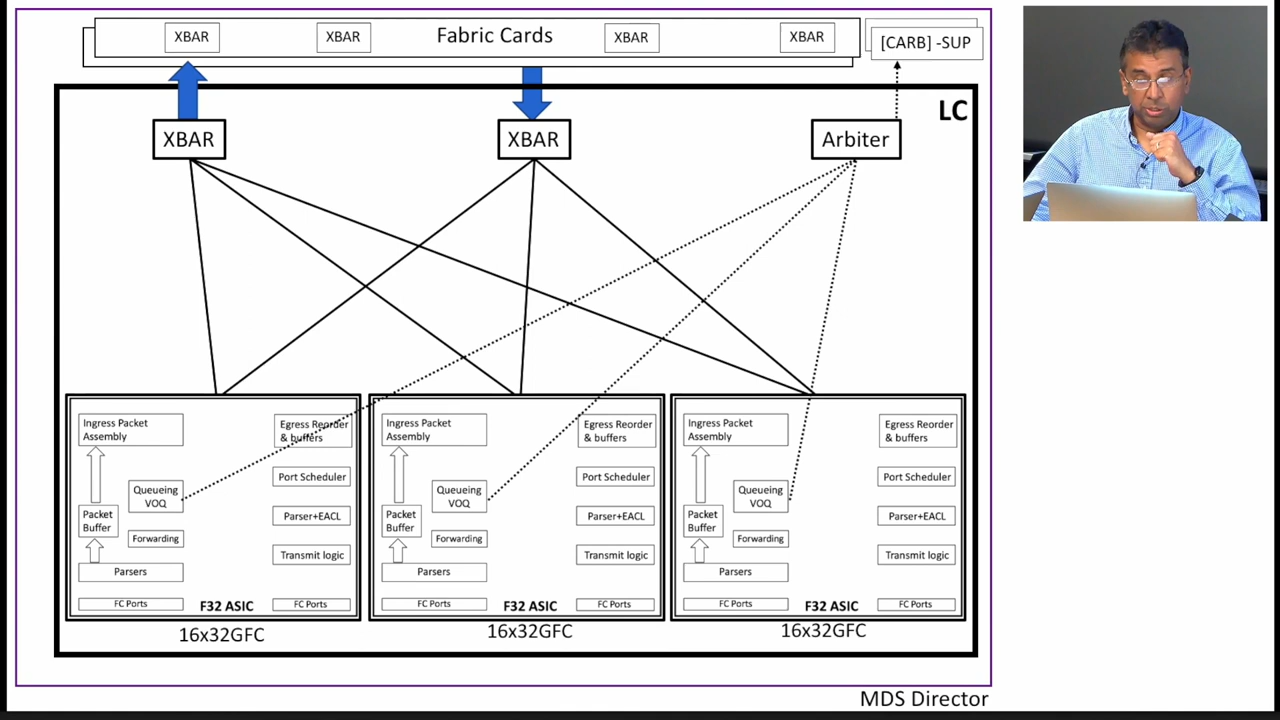 XBAR
XBAR
Fabric Cards
XBAR
XBAR
[CARB] -SUP
LC
XBAR
XBAR
Arbiter
Ingress Packet
Assembly
Egress Reorder
& buffers
Queueing
VOQ
Port Scheduler
Packet
Buffer
Parser+EACL
Forwarding
Transmit logic
Parsers
FC Ports
F32 ASIC
FC Ports
16x32GFC
Ingress Packet
Assembly
Egress Reorder
& buffers
Queueing
VOQ
Port Scheduler
Packet
Buffer
Parser+EACL
Forwarding
Transmit logic
Parsers
FC Ports
F32 ASIC
FC Ports
16x32GFC
Ingress Packet
Assembly
Egress Reorder
& buffers
Queueing
VOQ
Port Scheduler
Packet
Buffer
Parser+EACL
Forwarding
Transmit logic
Parsers
FC Ports
F32 ASIC
FC Ports
16x32GFC
MDS Director